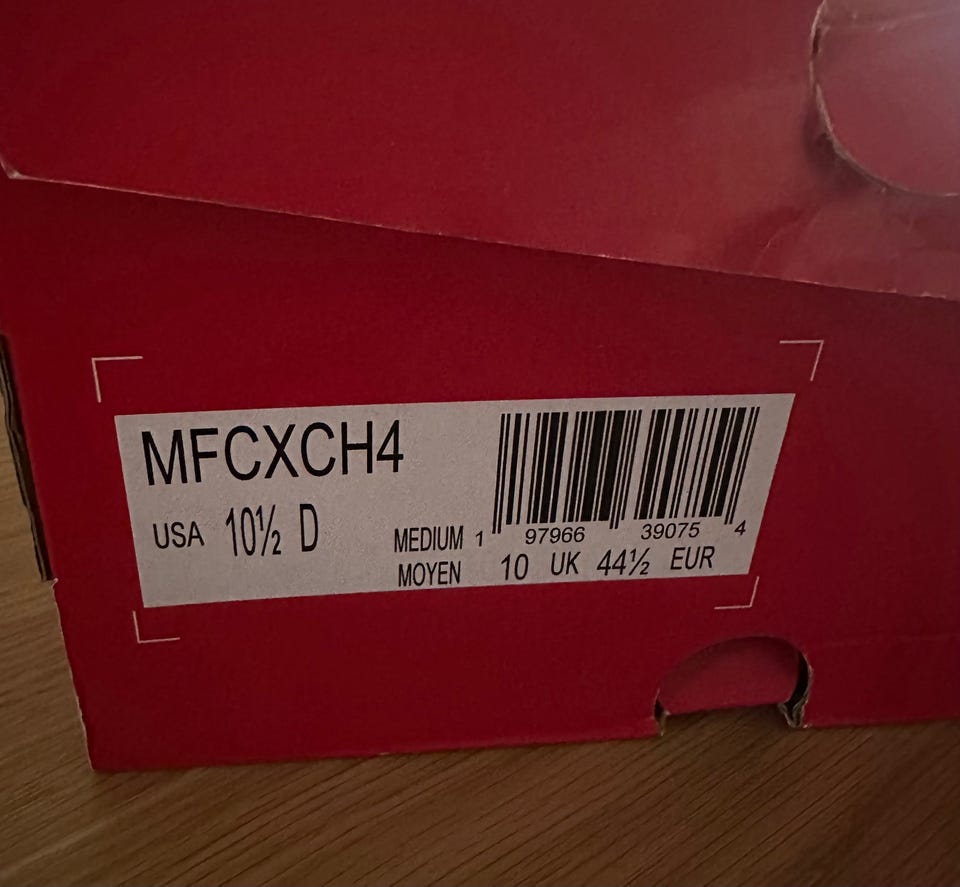 MFCXCH4
USA 10½ D
MEDIUM
MOYEN
1 97966 39075 4
10 UK 44½ EUR